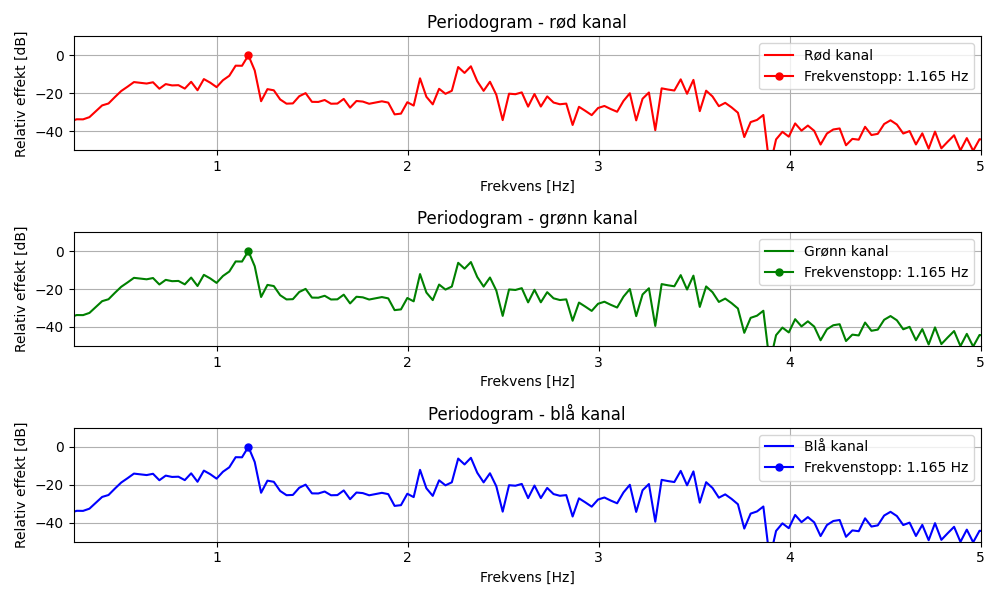 Periodogram - rød kanal
Relativ effekt [dB]
0
−20
−40
Rød kanal
Frekvenstopp: 1.165 Hz
1
2
3
4
5
Frekvens [Hz]
Periodogram - grønn kanal
Relativ effekt [dB]
0
−20
−40
Grønn kanal
Frekvenstopp: 1.165 Hz
1
2
3
4
5
Frekvens [Hz]
Periodogram - blå kanal
Relativ effekt [dB]
0
−20
−40
Blå kanal
Frekvenstopp: 1.165 Hz
1
2
3
4
5
Frekvens [Hz]